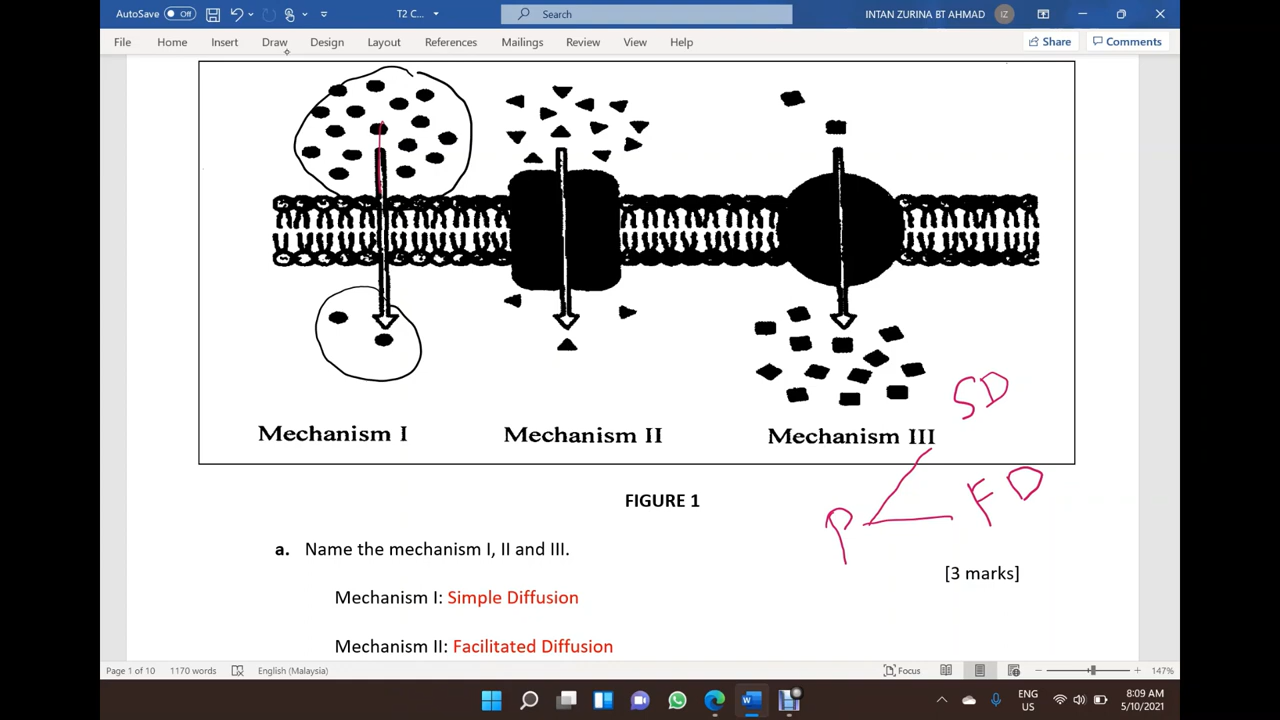 AutoSave Off T2 C... Search INTAN ZURINA BT AHMAD IZ
File Home Insert Draw Design Layout References Mailings Review View Help Share Comments
Mechanism I Mechanism II Mechanism III
SD
FIGURE 1
P FD
a. Name the mechanism I, II and III.
[3 marks]
Mechanism I: Simple Diffusion
Mechanism II: Facilitated Diffusion
Page 1 of 10 1170 words English (Malaysia) Focus 147%
ENG 8:09 AM
US 5/10/2021